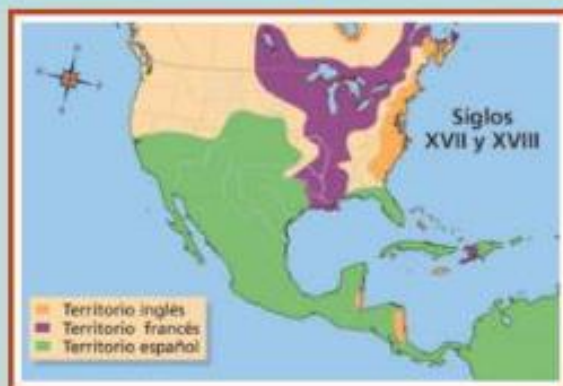 Siglos
XVII y XVIII
Territorio inglés
Territorio francés
Territorio español